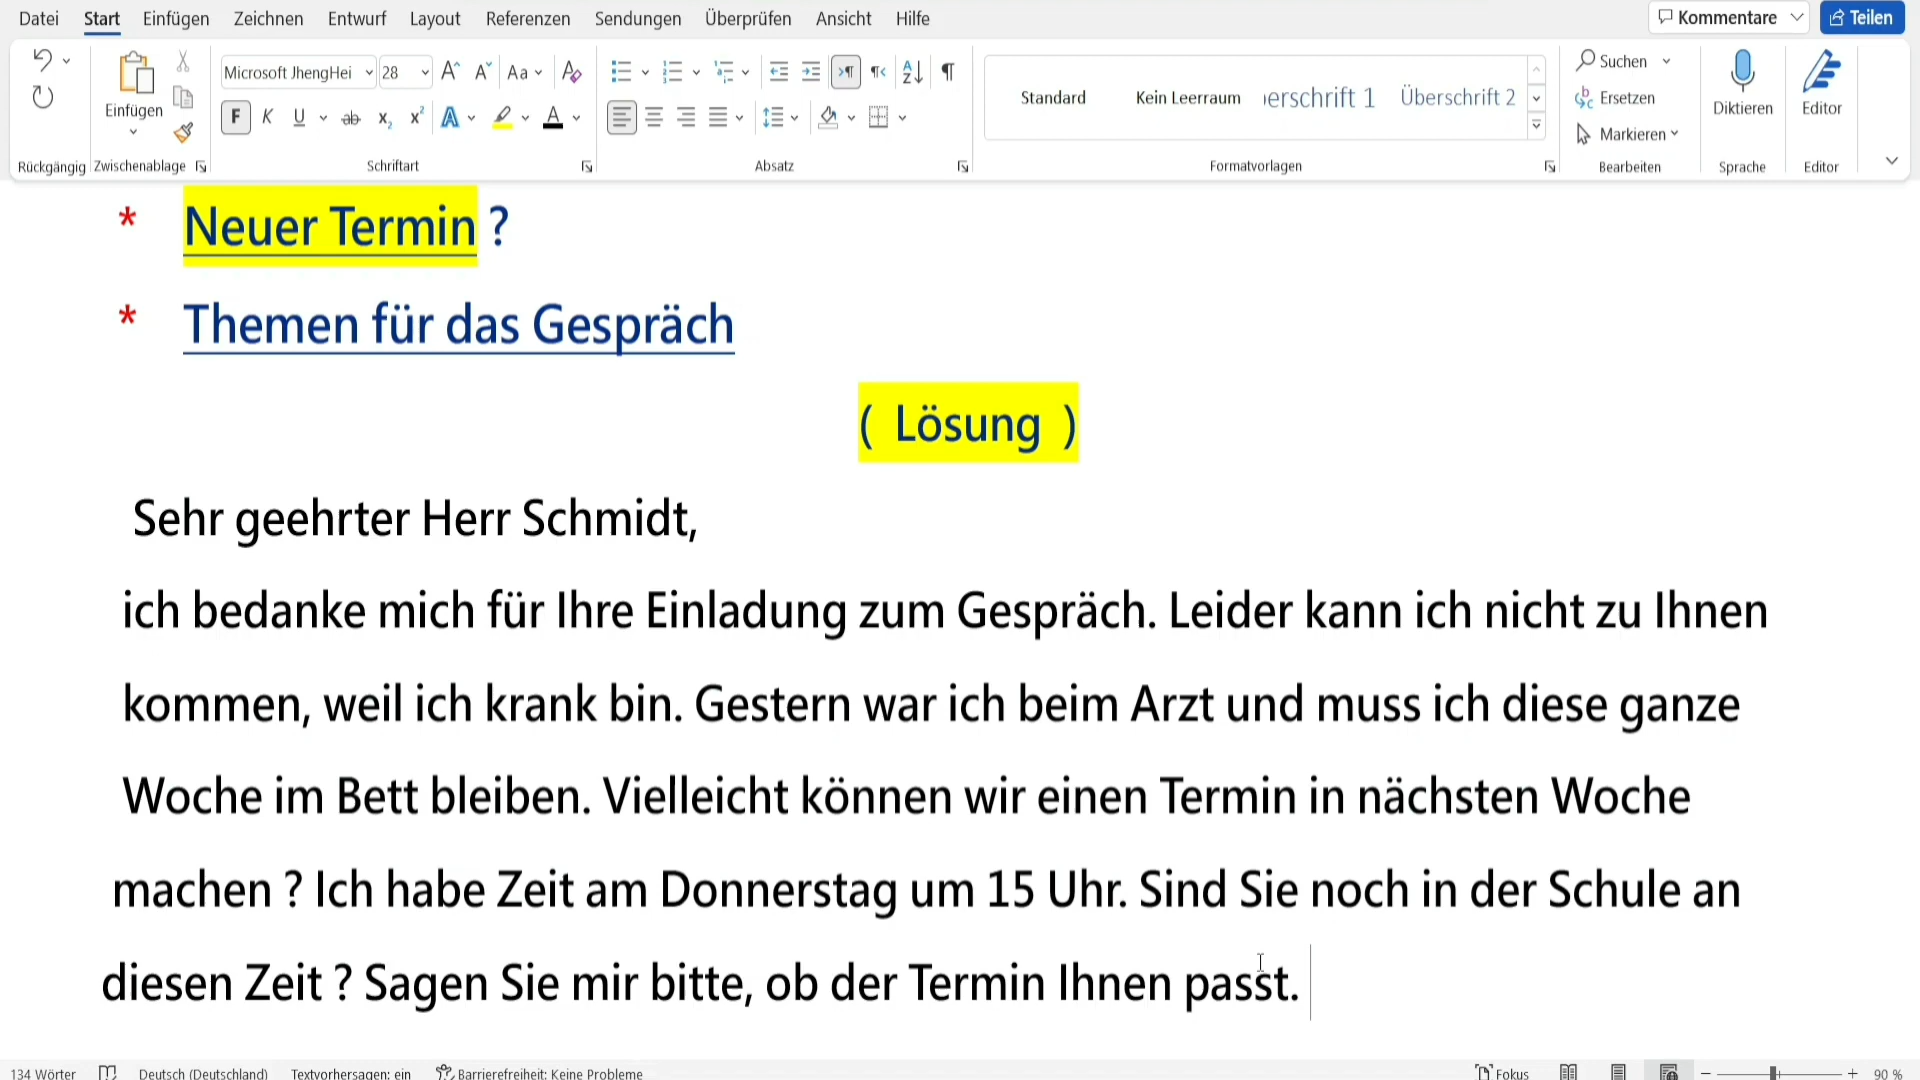 Datei Start Einfügen Zeichnen Entwurf Layout Referenzen Sendungen Überprüfen Ansicht Hilfe Kommentare Teilen
Microsoft JhengHei 28 Aa Standard Kein Leerraum erschrift 1 Überschrift 2 Suchen
Einfügen Ersetzen Diktieren Editor
F K U ab Markieren
Rückgängig Zwischenablage Schriftart Absatz Formatvorlagen Bearbeiten Sprache Editor
* Neuer Termin ?
* Themen für das Gespräch
( Lösung )
Sehr geehrter Herr Schmidt,
ich bedanke mich für Ihre Einladung zum Gespräch. Leider kann ich nicht zu Ihnen
kommen, weil ich krank bin. Gestern war ich beim Arzt und muss ich diese ganze
Woche im Bett bleiben. Vielleicht können wir einen Termin in nächsten Woche
machen ? Ich habe Zeit am Donnerstag um 15 Uhr. Sind Sie noch in der Schule an
diesen Zeit ? Sagen Sie mir bitte, ob der Termin Ihnen passt.
134 Wörter Deutsch (Deutschland) Textvorhersagen: ein Barrierefreiheit: Keine Probleme Fokus 90 %